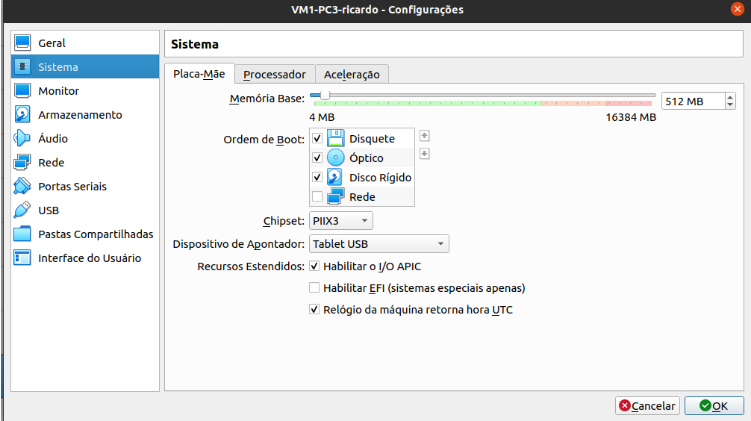 VM1-PC3-ricardo - Configurações
Geral
Sistema
Monitor
Armazenamento
Áudio
Rede
Portas Seriais
USB
Pastas Compartilhadas
Interface do Usuário
Sistema
Placa-Mãe Processador Aceleração
Memória Base: 512 MB
4 MB 16384 MB
Ordem de Boot: Disquete
Óptico
Disco Rígido
Rede
Chipset: PIIX3
Dispositivo de Apontador: Tablet USB
Recursos Estendidos: Habilitar o I/O APIC
Habilitar EFI (sistemas especiais apenas)
Relógio da máquina retorna hora UTC
Cancelar OK